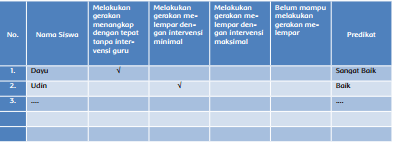 No.
Nama Siswa
Melakukan
gerakan
menangkap
dengan tepat
tanpa inter-
vensi guru
Melakukan
gerakan me-
lempar den-
gan intervensi
minimal
Melakukan
gerakan me-
lempar den-
gan intervensi
maksimal
Belum mampu
melakukan
gerakan me-
lempar
Predikat
1. Dayu √ Sangat Baik
2. Udin √ Baik
3. .... ....